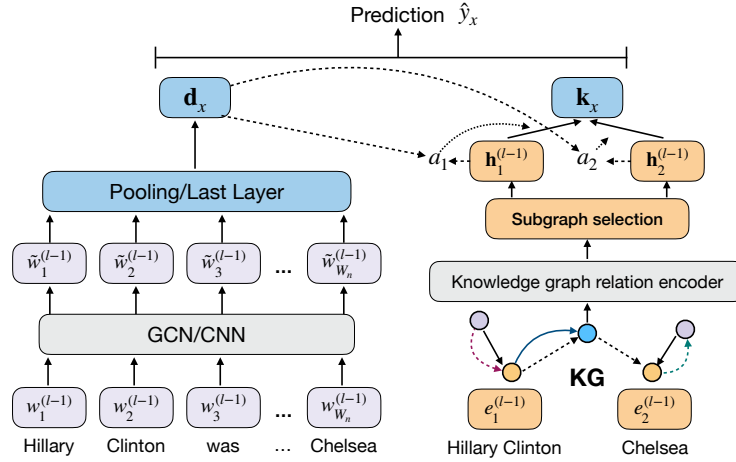 Prediction ŷ_x
d_x
k_x
a_1 h_1^{(l-1)} a_2 h_2^{(l-1)}
Pooling/Last Layer
Subgraph selection
w̃_1^{(l-1)} w̃_2^{(l-1)} w̃_3^{(l-1)} ... w̃_{W_n}^{(l-1)}
Knowledge graph relation encoder
GCN/CNN
KG
w_1^{(l-1)} w_2^{(l-1)} w_3^{(l-1)} ... w_{W_n}^{(l-1)}
e_1^{(l-1)} e_2^{(l-1)}
Hillary Clinton was ... Chelsea
Hillary Clinton Chelsea